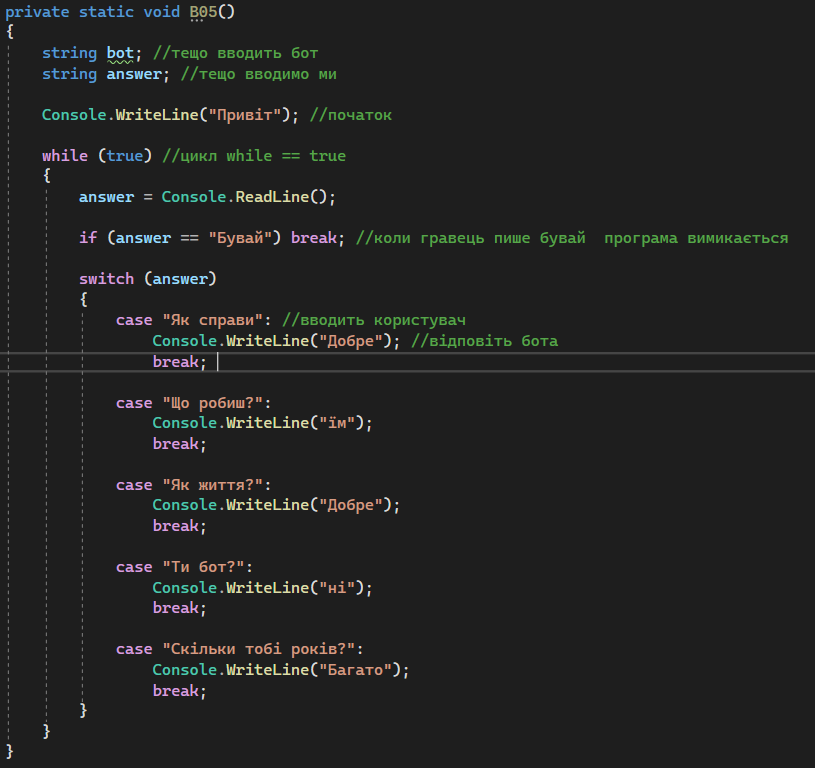 private static void B05()
{
string bot; //тещо вводить бот
string answer; //тещо вводимо ми
Console.WriteLine("Привіт"); //початок
while (true) //цикл while == true
{
answer = Console.ReadLine();
if (answer == "Бувай") break; //коли гравець пише бувай  програма вимикається
switch (answer)
{
case "Як справи": //вводить користувач
Console.WriteLine("Добре"); //відповіть бота
break;
case "Що робиш?":
Console.WriteLine("їм");
break;
case "Як життя?":
Console.WriteLine("Добре");
break;
case "Ти бот?":
Console.WriteLine("ні");
break;
case "Скільки тобі років?":
Console.WriteLine("Багато");
break;
}
}
}